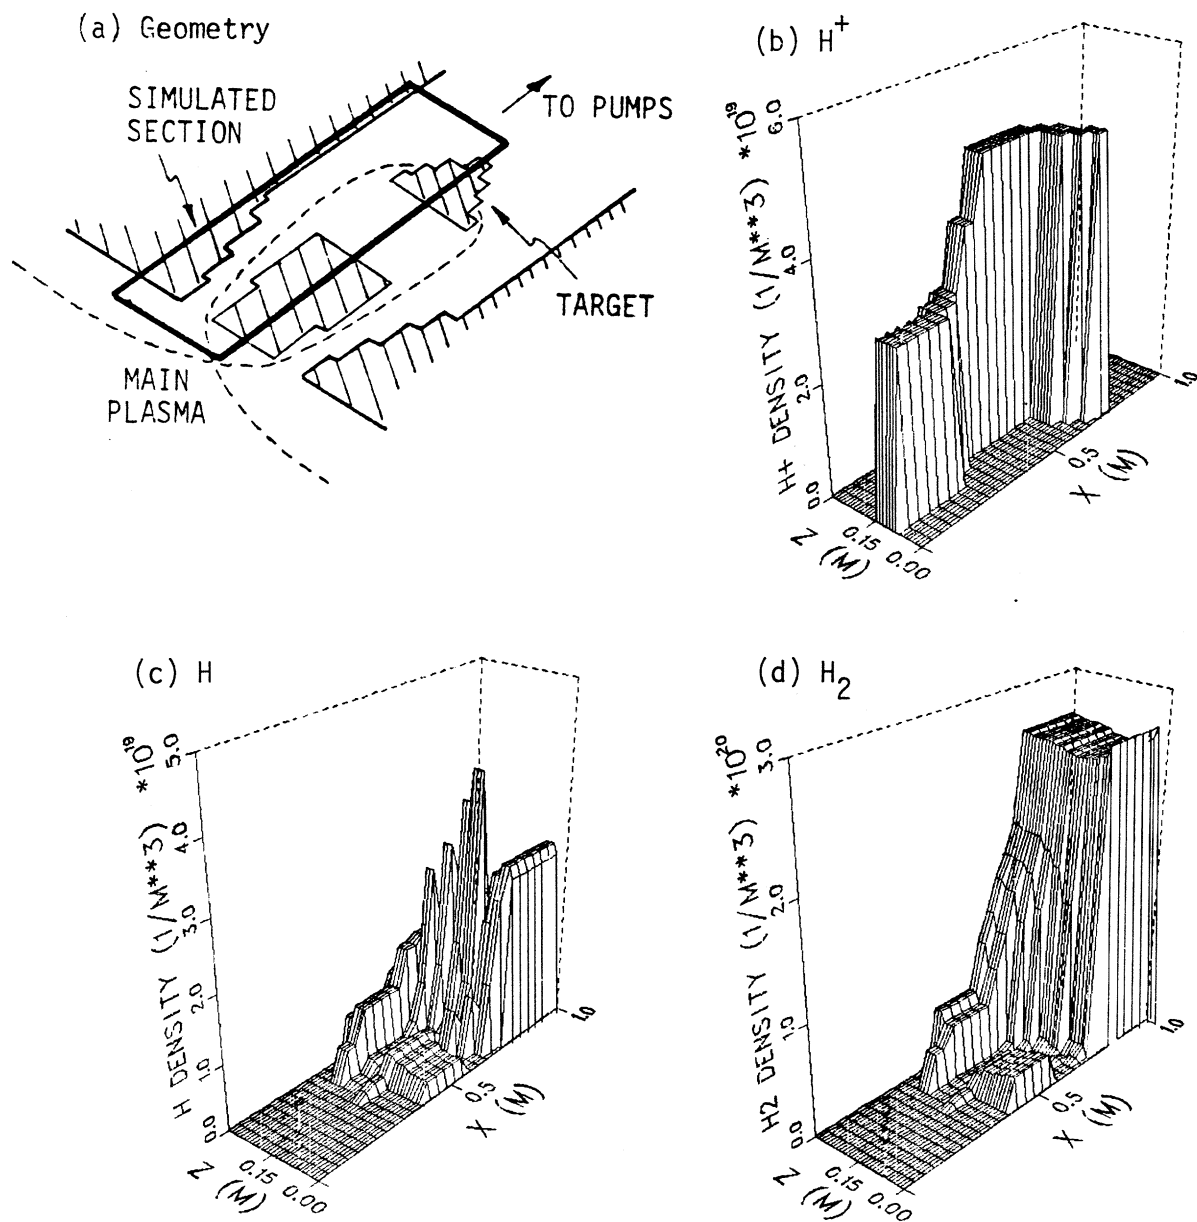 (a) Geometry
SIMULATED
SECTION
TO PUMPS
TARGET
MAIN
PLASMA
(b) H+
H+ DENSITY (1/M**3) *10^19
0.0
2.0
4.0
6.0
Z (M)
0.15
0.00
X (M)
0.5
1.0
(c) H
H DENSITY (1/M**3) *10^19
0.0
1.0
2.0
3.0
4.0
5.0
Z (M)
0.15
0.00
X (M)
0.5
1.0
(d) H2
H2 DENSITY (1/M**3) *10^20
0.0
1.0
2.0
3.0
Z (M)
0.15
0.00
X (M)
0.5
1.0